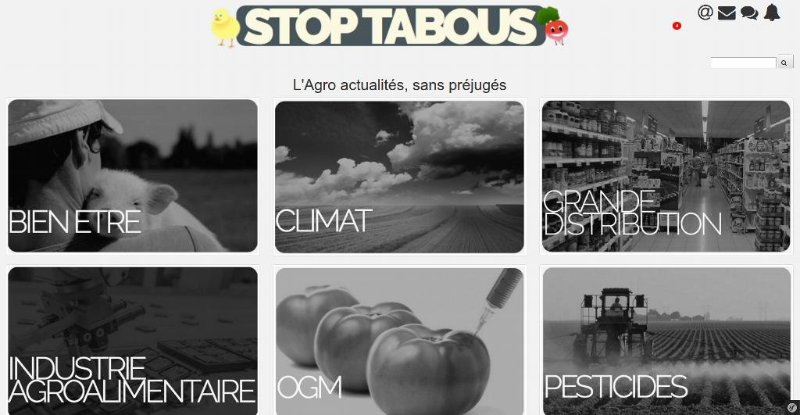 STOP TABOUS
L'Agro actualités, sans préjugés
BIEN ETRE
CLIMAT
GRANDE
DISTRIBUTION
INDUSTRIE
AGROALIMENTAIRE
OGM
PESTICIDES